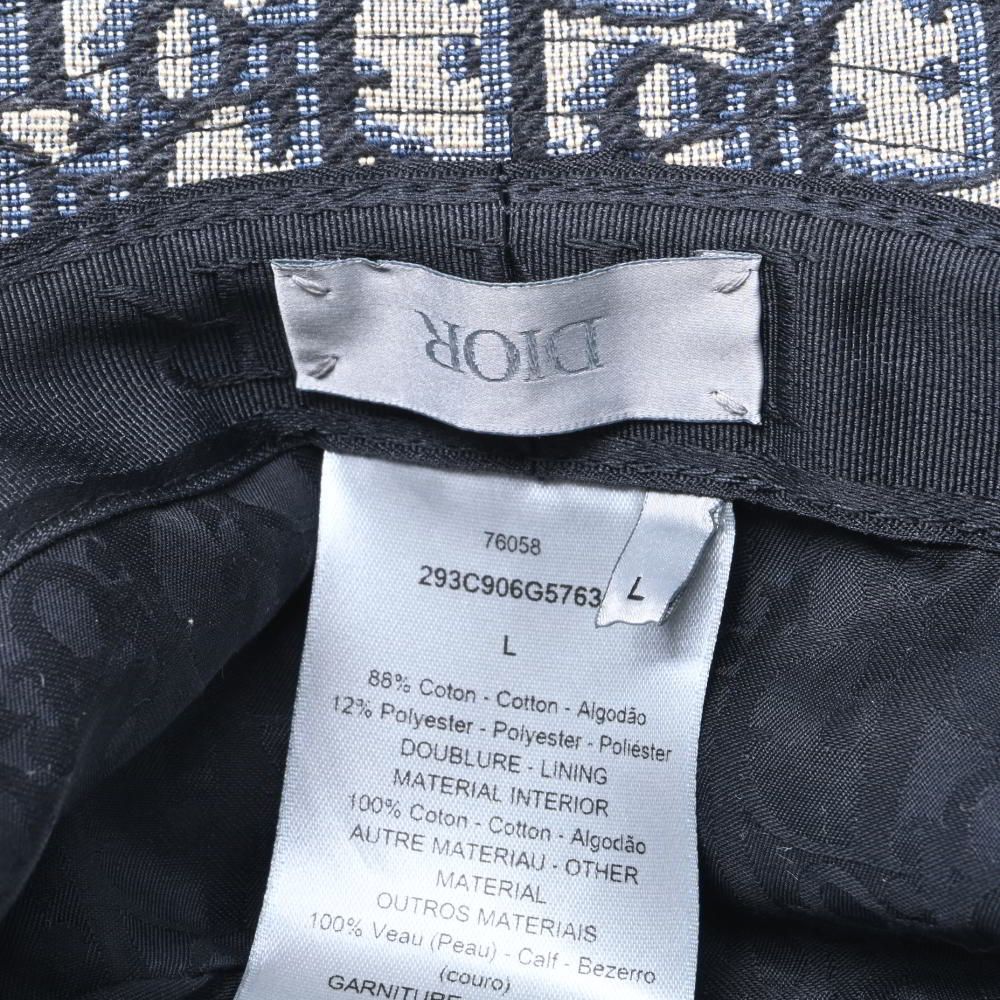 DIOR
76058
293C906G5763
L
L
88% Coton - Cotton - Algodão
12% Polyester - Polyester - Poliéster
DOUBLURE - LINING
MATERIAL INTERIOR
100% Coton - Cotton - Algodão
AUTRE MATERIAU - OTHER
MATERIAL
OUTROS MATERIAIS
100% Veau (Peau) - Calf - Bezerro
(couro)